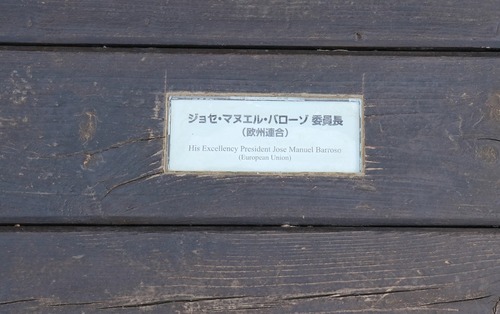 ジョセ・マヌエル・バローゾ 委員長
(欧州連合)
His Excellency President Jose Manuel Barroso
(European Union)